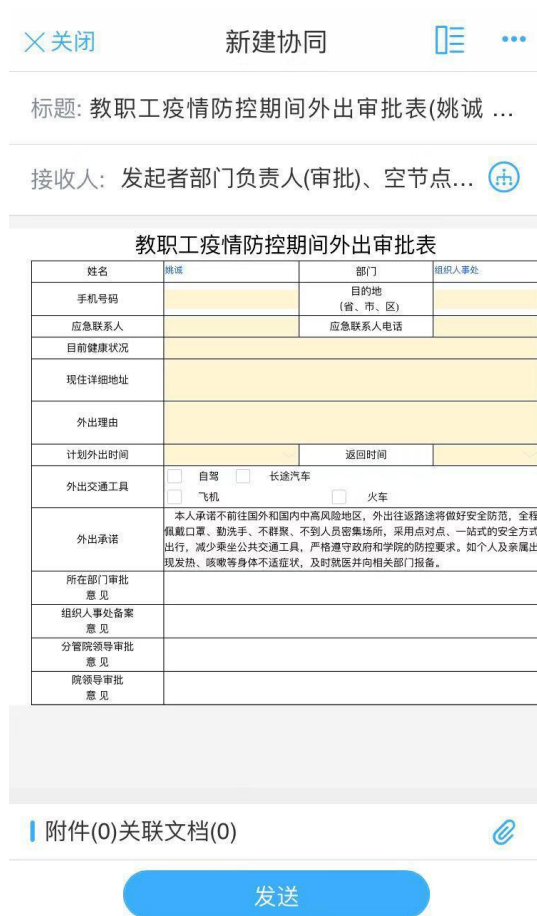 关闭 新建协同
标题: 教职工疫情防控期间外出审批表(姚诚 ...
接收人: 发起者部门负责人(审批)、空节点...
教职工疫情防控期间外出审批表
姓名 姚诚 部门 组织人事处
手机号码 目的地
(省、市、区)
应急联系人 应急联系人电话
目前健康状况
现住详细地址
外出理由
计划外出时间 返回时间
外出交通工具 自驾 长途汽车
飞机 火车
外出承诺
本人承诺不前往国外和国内中高风险地区，外出往返路途将做好安全防范，全程
佩戴口罩、勤洗手、不群聚、不到人员密集场所，采用点对点、一站式的安全方式
出行，减少乘坐公共交通工具，严格遵守政府和学院的防控要求。如个人及亲属出
现发热、咳嗽等身体不适症状，及时就医并向相关部门报备。
所在部门审批
意 见
组织人事处备案
意 见
分管院领导审批
意 见
院领导审批
意 见
附件(0)关联文档(0)
发送